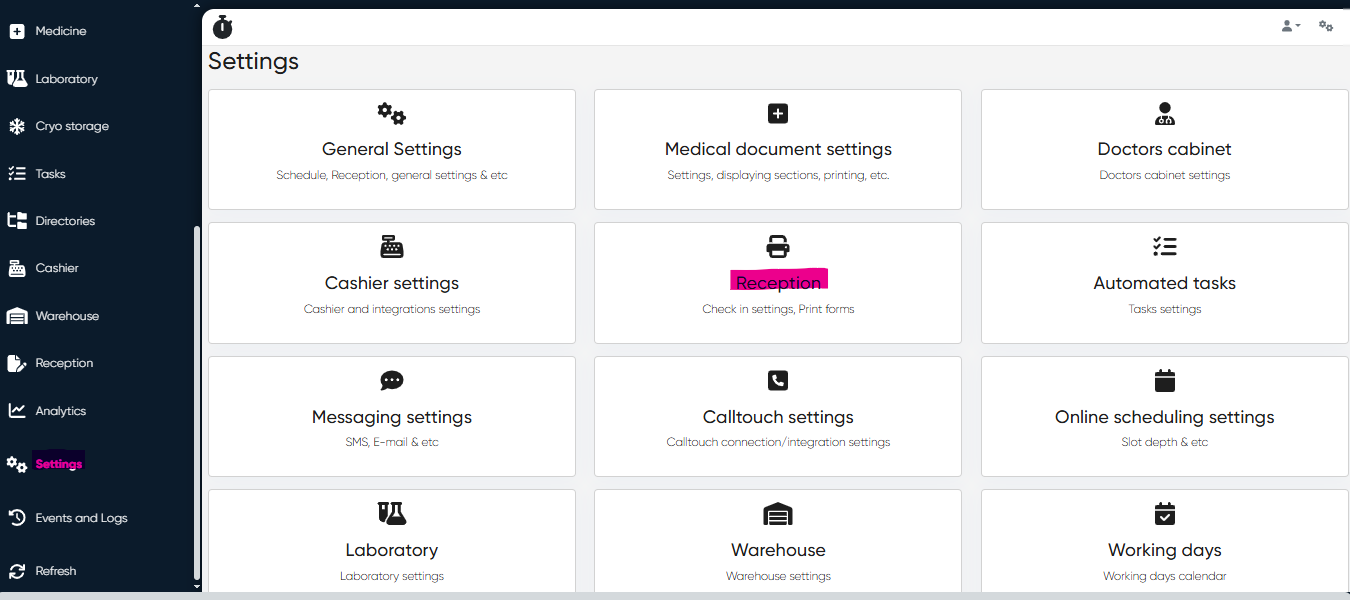 Medicine
Laboratory
Cryo storage
Tasks
Directories
Cashier
Warehouse
Reception
Analytics
Settings
Events and Logs
Refresh
Settings
General Settings
Schedule, Reception, general settings & etc
Medical document settings
Settings, displaying sections, printing, etc.
Doctors cabinet
Doctors cabinet settings
Cashier settings
Cashier and integrations settings
Reception
Check in settings, Print forms
Automated tasks
Tasks settings
Messaging settings
SMS, E-mail & etc
Calltouch settings
Calltouch connection/integration settings
Online scheduling settings
Slot depth & etc
Laboratory
Laboratory settings
Warehouse
Warehouse settings
Working days
Working days calendar